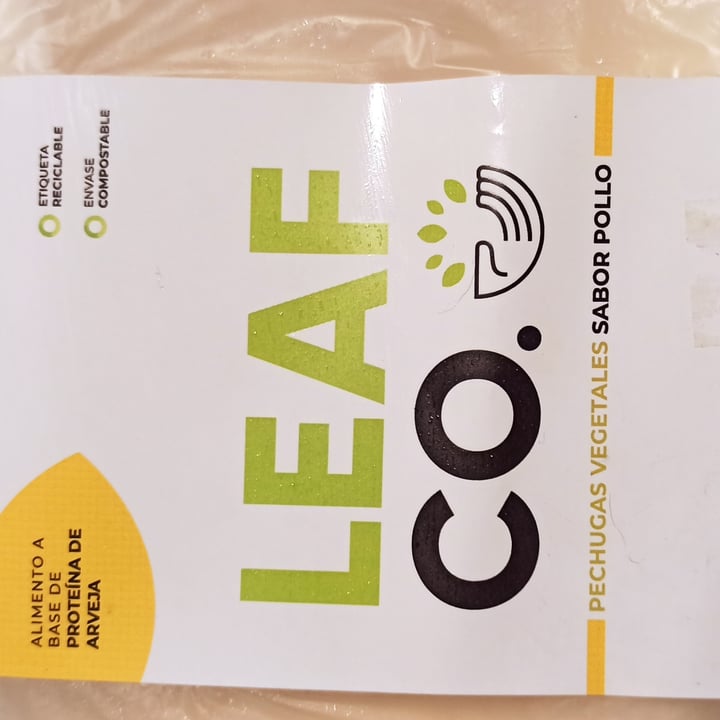 ALIMENTO A
BASE DE
PROTEÍNA DE
ARVEJA
ETIQUETA
RECICLABLE
ENVASE
COMPOSTABLE
LEAF
CO.
PECHUGAS VEGETALES SABOR POLLO